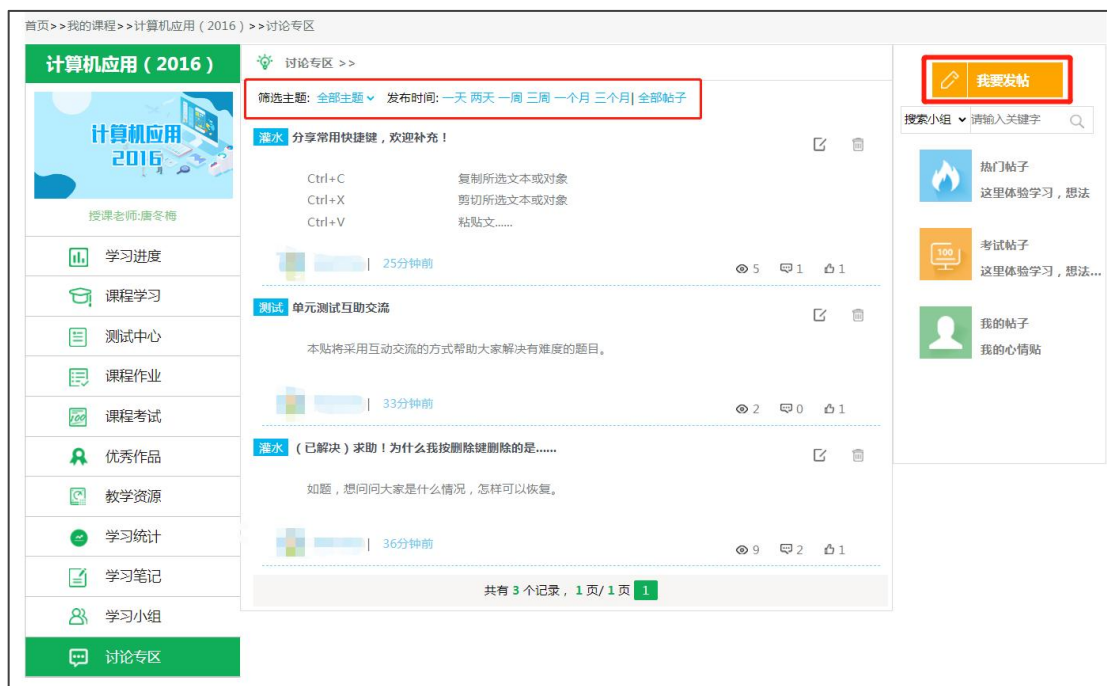 首页>>我的课程>>计算机应用（2016）>>讨论专区
计算机应用（2016）
计算机应用
2016
授课老师:唐冬梅
学习进度
课程学习
测试中心
课程作业
课程考试
优秀作品
教学资源
学习统计
学习笔记
学习小组
讨论专区
讨论专区 >>
筛选主题: 全部主题 发布时间: 一天 两天 一周 三周 一个月 三个月| 全部帖子
灌水 分享常用快捷键，欢迎补充！
Ctrl+C 复制所选文本或对象
Ctrl+X 剪切所选文本或对象
Ctrl+V 粘贴文......
| 25分钟前 5 1 1
测试 单元测试互助交流
本贴将采用互动交流的方式帮助大家解决有难度的题目。
| 33分钟前 2 0 1
灌水 （已解决）求助！为什么我按删除键删除的是......
如题，想问问大家是什么情况，怎样可以恢复。
| 36分钟前 9 2 1
共有 3 个记录， 1 页/ 1 页 1
我要发帖
搜索小组 请输入关键字
热门帖子
这里体验学习，想法
100
考试帖子
这里体验学习，想法...
我的帖子
我的心情贴